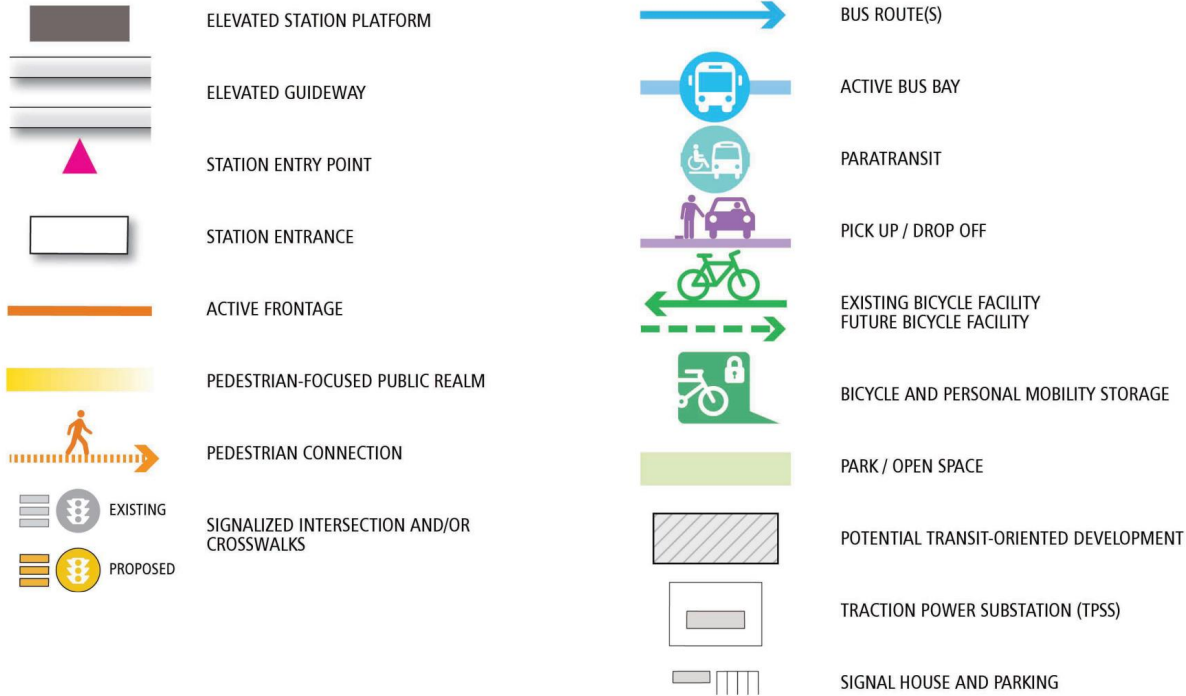 ELEVATED STATION PLATFORM
ELEVATED GUIDEWAY
STATION ENTRY POINT
STATION ENTRANCE
ACTIVE FRONTAGE
PEDESTRIAN-FOCUSED PUBLIC REALM
PEDESTRIAN CONNECTION
EXISTING
PROPOSED
SIGNALIZED INTERSECTION AND/OR
CROSSWALKS
BUS ROUTE(S)
ACTIVE BUS BAY
PARATRANSIT
PICK UP / DROP OFF
EXISTING BICYCLE FACILITY
FUTURE BICYCLE FACILITY
BICYCLE AND PERSONAL MOBILITY STORAGE
PARK / OPEN SPACE
POTENTIAL TRANSIT-ORIENTED DEVELOPMENT
TRACTION POWER SUBSTATION (TPSS)
SIGNAL HOUSE AND PARKING